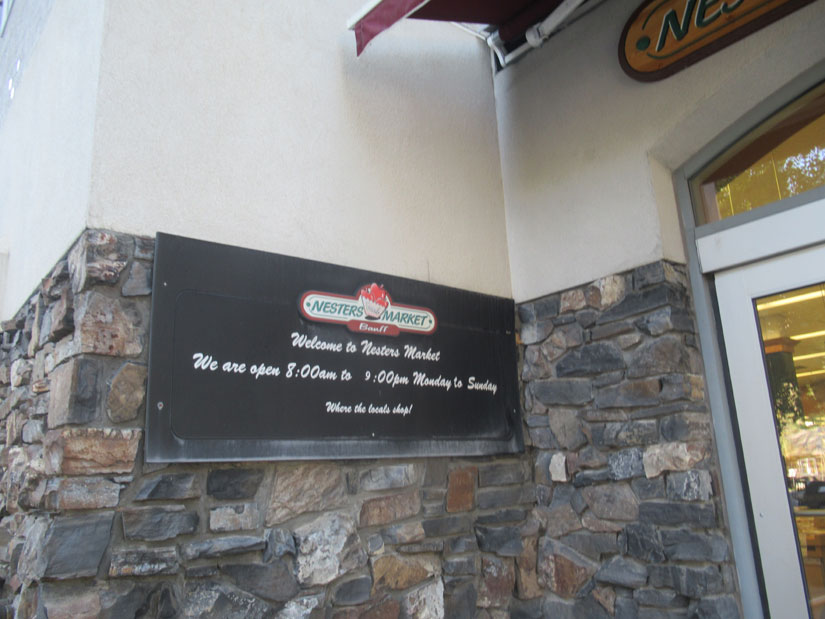 NES
NESTERS MARKET
Banff
Welcome to Nesters Market
We are open 8:00am to 9:00pm Monday to Sunday
Where the locals shop!